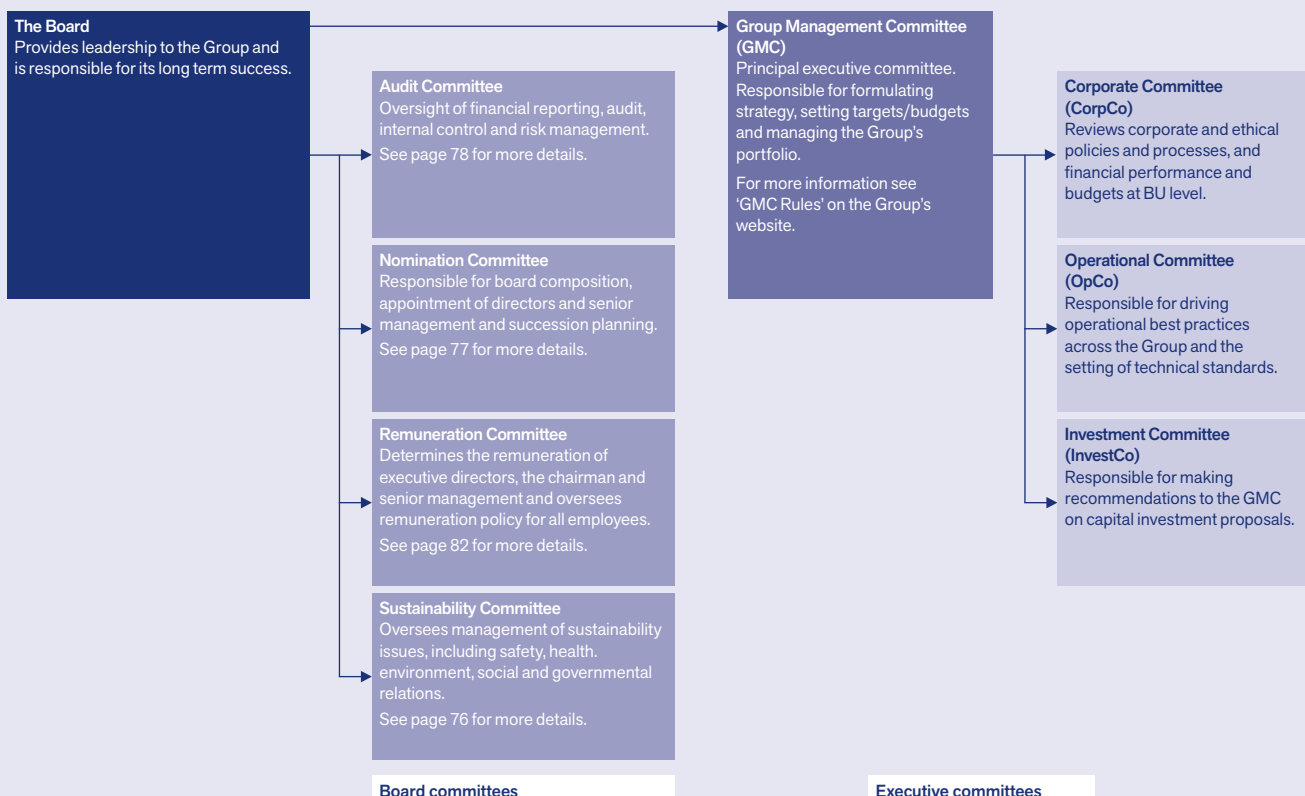 The Board
Provides leadership to the Group and
is responsible for its long term success.
Audit Committee
Oversight of financial reporting, audit,
internal control and risk management.
See page 78 for more details.
Nomination Committee
Responsible for board composition,
appointment of directors and senior
management and succession planning.
See page 77 for more details.
Remuneration Committee
Determines the remuneration of
executive directors, the chairman and
senior management and oversees
remuneration policy for all employees.
See page 82 for more details.
Sustainability Committee
Oversees management of sustainability
issues, including safety, health.
environment, social and governmental
relations.
See page 76 for more details.
Board committees
Group Management Committee
(GMC)
Principal executive committee.
Responsible for formulating
strategy, setting targets/budgets
and managing the Group's
portfolio.
For more information see
‘GMC Rules' on the Group's
website.
Corporate Committee
(CorpCo)
Reviews corporate and ethical
policies and processes, and
financial performance and
budgets at BU level.
Operational Committee
(OpCo)
Responsible for driving
operational best practices
across the Group and the
setting of technical standards.
Investment Committee
(InvestCo)
Responsible for making
recommendations to the GMC
on capital investment proposals.
Executive committees